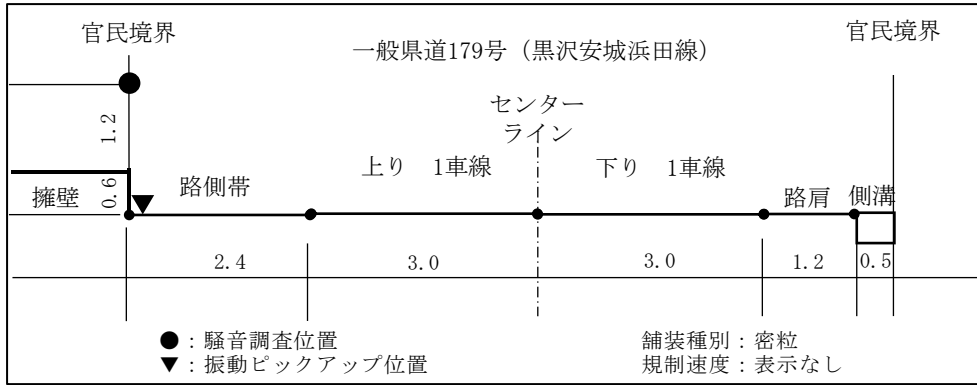 官民境界
官民境界
一般県道179号（黒沢安城浜田線）
センター
ライン
1.2
上り　1車線
下り　1車線
擁壁
0.6
路側帯
路肩
側溝
2.4
3.0
3.0
1.2
0.5
●：騒音調査位置
舗装種別：密粒
▼：振動ピックアップ位置
規制速度：表示なし